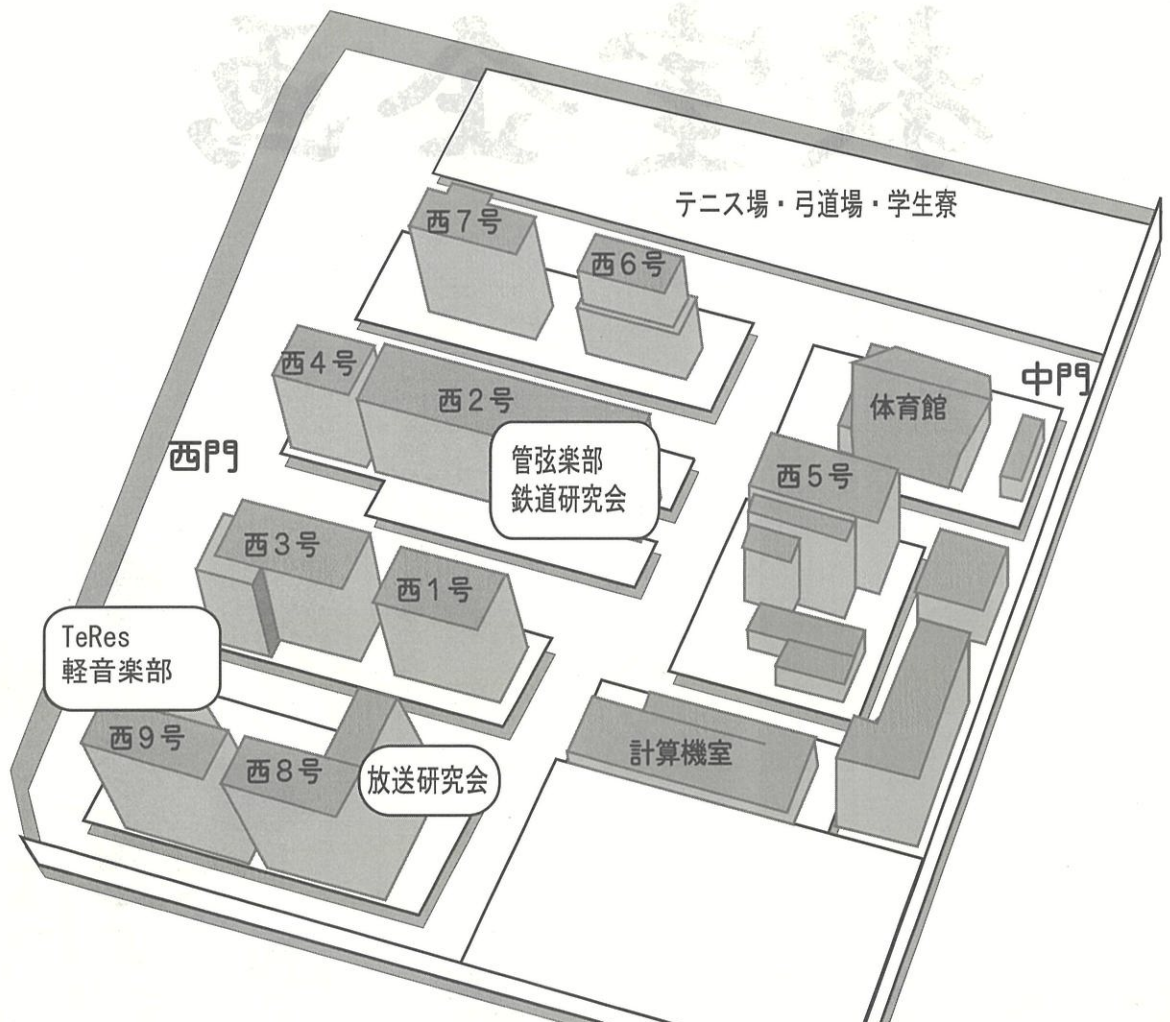 テニス場・弓道場・学生寮
西7号
西6号
中門
西4号
西2号
体育館
西門
管弦楽部
鉄道研究会
西5号
西3号
西1号
TeRes
軽音楽部
西9号
西8号
放送研究会
計算機室